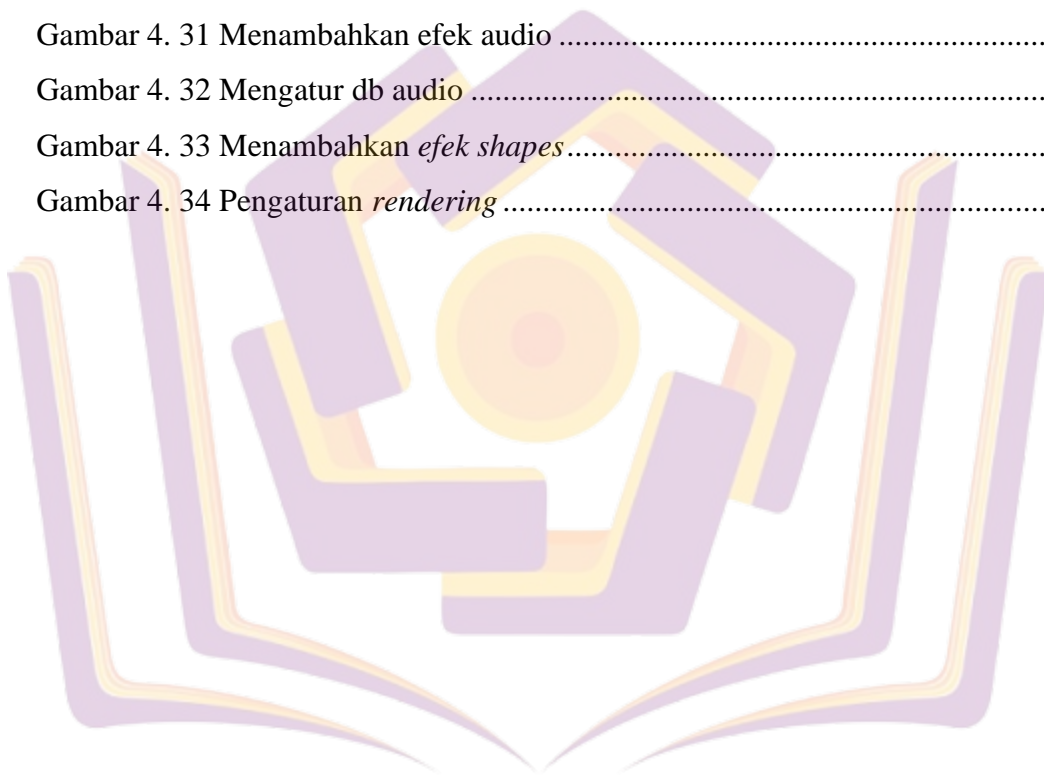 Gambar 4. 31 Menambahkan efek audio ............................................................
Gambar 4. 32 Mengatur db audio .......................................................................
Gambar 4. 33 Menambahkan efek shapes...........................................................
Gambar 4. 34 Pengaturan rendering ...................................................................